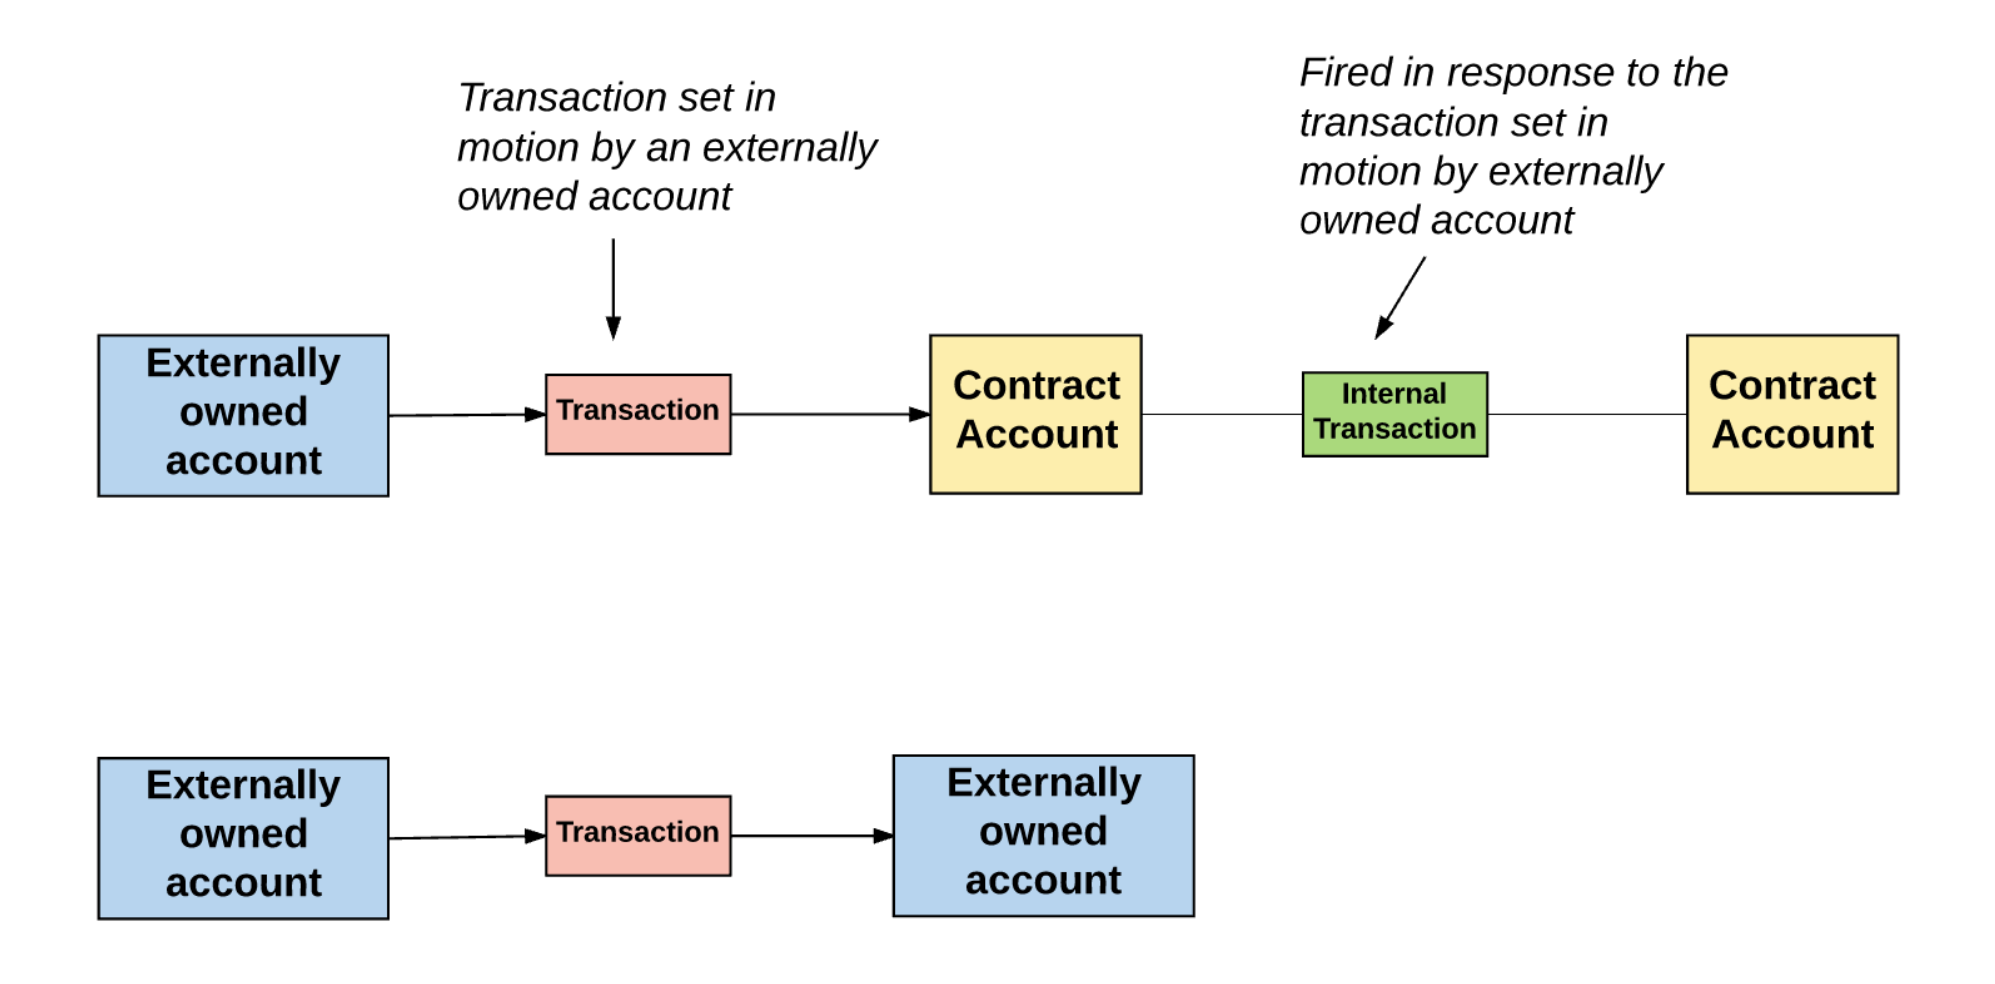 Transaction set in
motion by an externally
owned account
Fired in response to the
transaction set in
motion by externally
owned account
Externally
owned
account
Transaction
Contract
Account
Internal
Transaction
Contract
Account
Externally
owned
account
Transaction
Externally
owned
account